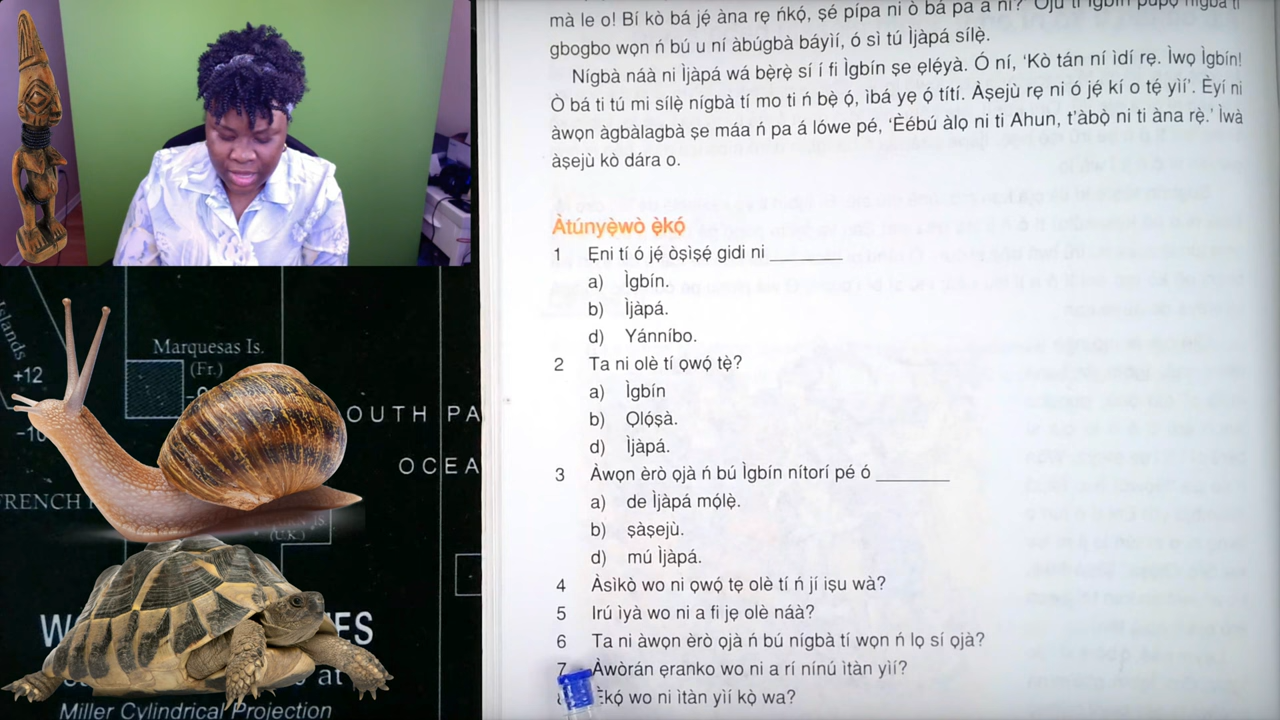 mà le o! Bí kò bá jẹ́ àna rẹ ńkọ́, ṣé pípa ni ò bá pa á ni? Ojú ti Ìgbín púpọ̀ nígbà tí
gbogbo wọn ń bú u ní àbúgbà báyìí, ó sì tú Ìjàpá sílẹ̀.
Nígbà náà ni Ìjàpá wá bẹ̀rẹ̀ sí í fi Ìgbín ṣe ẹlẹ́yà. Ó ní, 'Kò tán ní ìdí rẹ. Ìwọ Ìgbín!
Ò bá ti tú mi sílẹ̀ nígbà tí mo ti ń bẹ̀ ọ́, ìbá yẹ ọ́ títí. Àṣejù rẹ ni ó jẹ́ kí o tẹ́ yìí'. Èyí ni
àwọn àgbàlagbà ṣe máa ń pa á lówe pé, 'Èébú àlọ ni ti Ahun, t'àbọ̀ ni ti àna rẹ̀.' Ìwà
àṣejù kò dára o.
Àtúnyẹ̀wò ẹ̀kọ́
1 Ẹni tí ó jẹ́ òṣìṣẹ́ gidi ni ________
a) Ìgbín.
b) Ìjàpá.
d) Yánníbo.
2 Ta ni olè tí ọwọ́ tẹ̀?
a) Ìgbín
b) Ọlọ́ṣà.
d) Ìjàpá.
3 Àwọn èrò ọjà ń bú Ìgbín nítorí pé ó ________
a) de Ìjàpá mọ́lẹ̀.
b) ṣàṣejù.
d) mú Ìjàpá.
4 Àsìkò wo ni ọwọ́ tẹ olè tí ń jí iṣu wà?
5 Irú ìyà wo ni a fi jẹ olè náà?
6 Ta ni àwọn èrò ọjà ń bú nígbà tí wọn ń lọ sí ọjà?
7 Àwòrán ẹranko wo ni a rí nínú ìtàn yìí?
Ẹ̀kọ́ wo ni ìtàn yìí kọ̀ wa?
Islands
+12
Marquesas Is.
(Fr.)
OUTH PA
OCEA
FRENCH
(U.K.)
at
Miller Cylindrical Projection